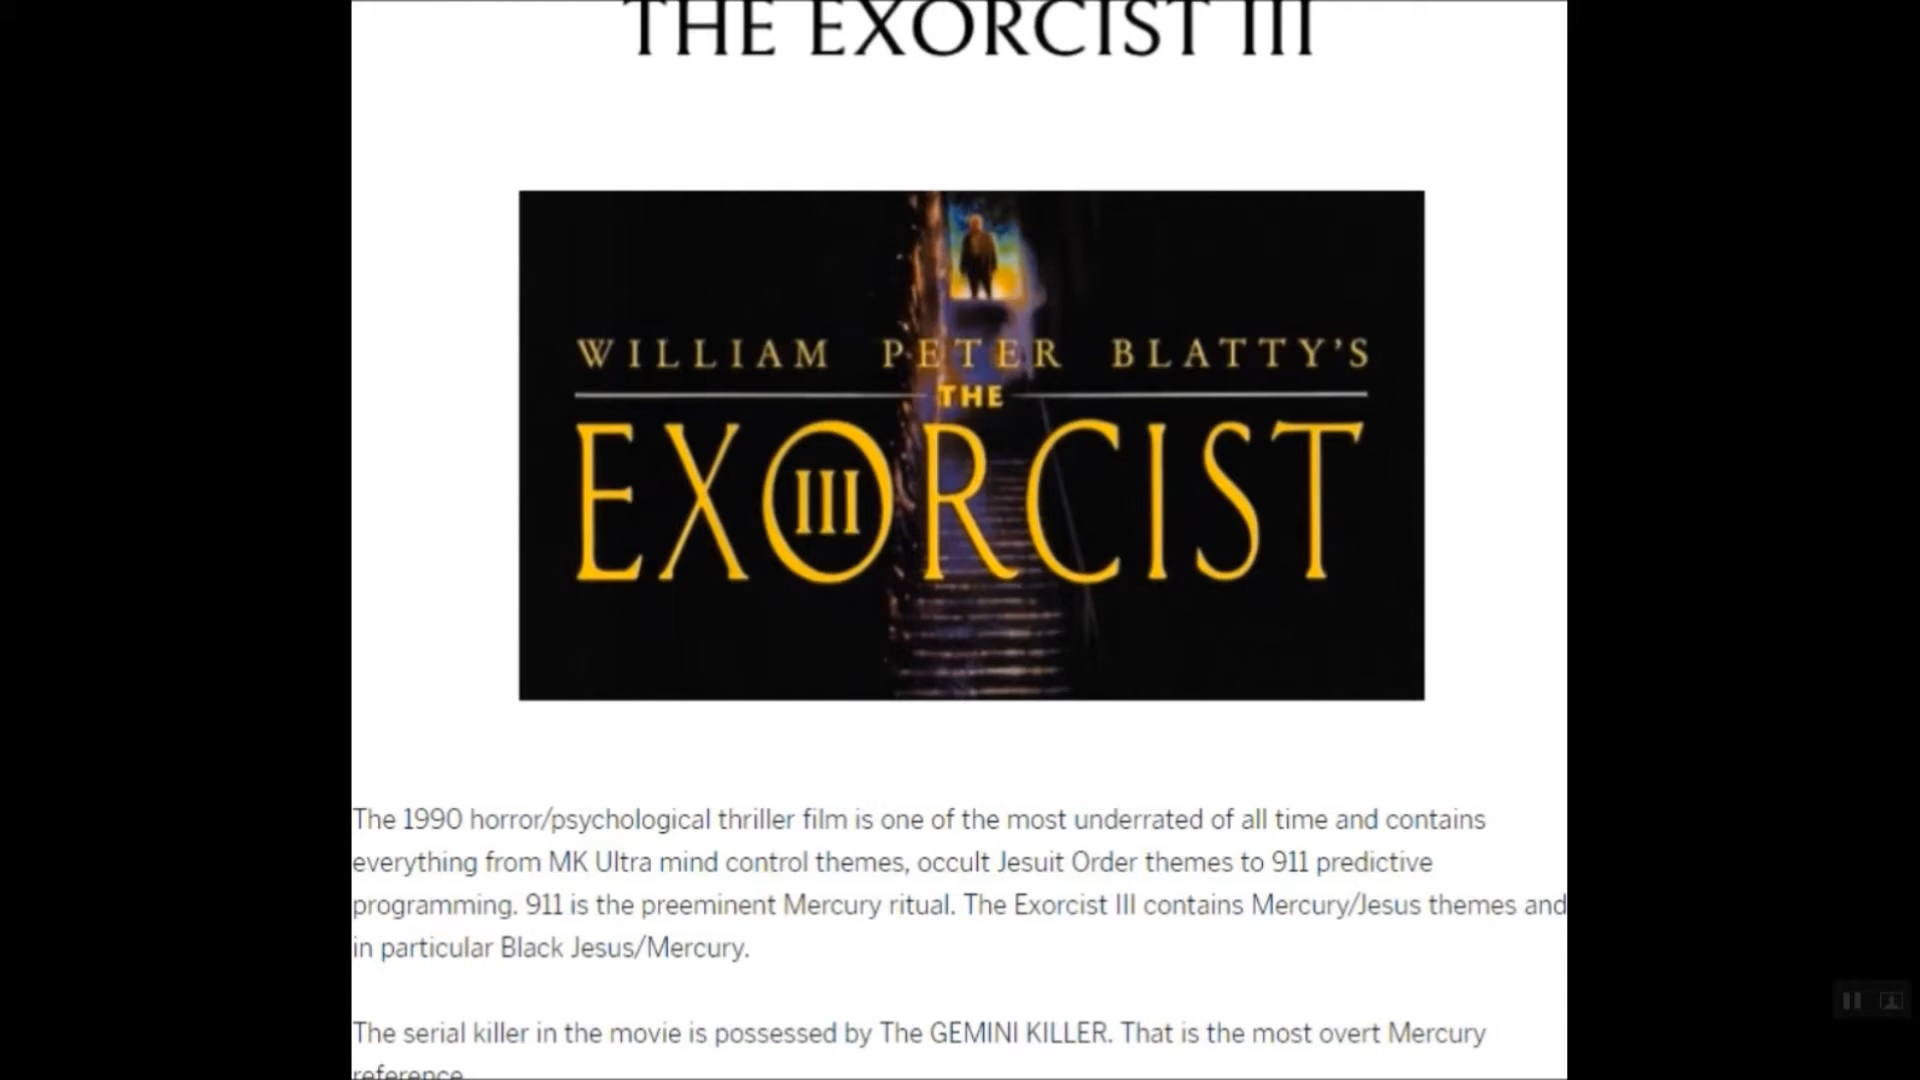 THE EXORCIST III
WILLIAM PETER BLATTY'S
THE
EXORCIST
III
The 1990 horror/psychological thriller film is one of the most underrated of all time and contains
everything from MK Ultra mind control themes, occult Jesuit Order themes to 911 predictive
programming. 911 is the preeminent Mercury ritual. The Exorcist III contains Mercury/Jesus themes and
in particular Black Jesus/Mercury.
The serial killer in the movie is possessed by The GEMINI KILLER. That is the most overt Mercury
reference.